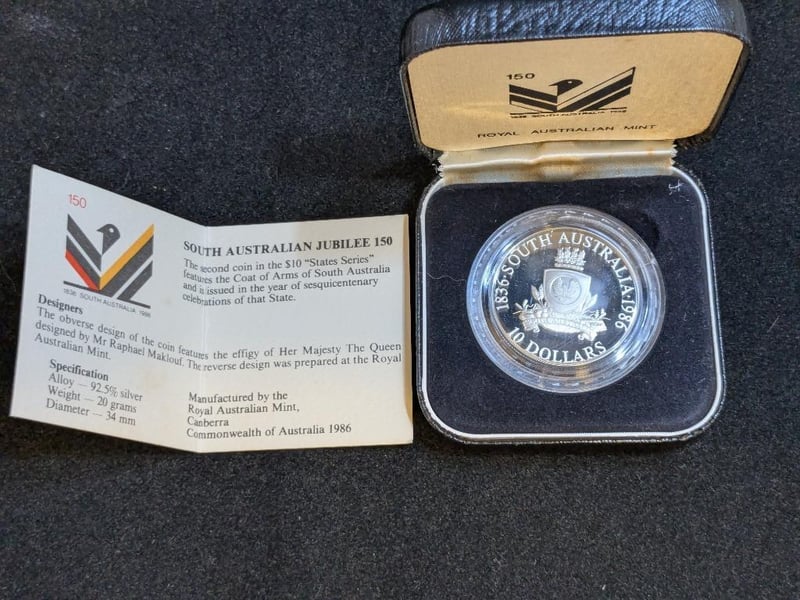 150
1836 SOUTH AUSTRALIA 1986
SOUTH AUSTRALIAN JUBILEE 150
The second coin in the $10 “States Series”
features the Coat of Arms of South Australia
and is issued in the year of sesquicentenary
celebrations of that State.
Designers
The obverse design of the coin features the effigy of Her Majesty The Queen
designed by Mr Raphael Maklouf. The reverse design was prepared at the Royal
Australian Mint.
Specification
Alloy — 92.5% silver
Weight — 20 grams
Diameter — 34 mm
Manufactured by the
Royal Australian Mint,
Canberra
Commonwealth of Australia 1986
150
1836 SOUTH AUSTRALIA 1986
ROYAL AUSTRALIAN MINT
1836·SOUTH AUSTRALIA·1986
10 DOLLARS